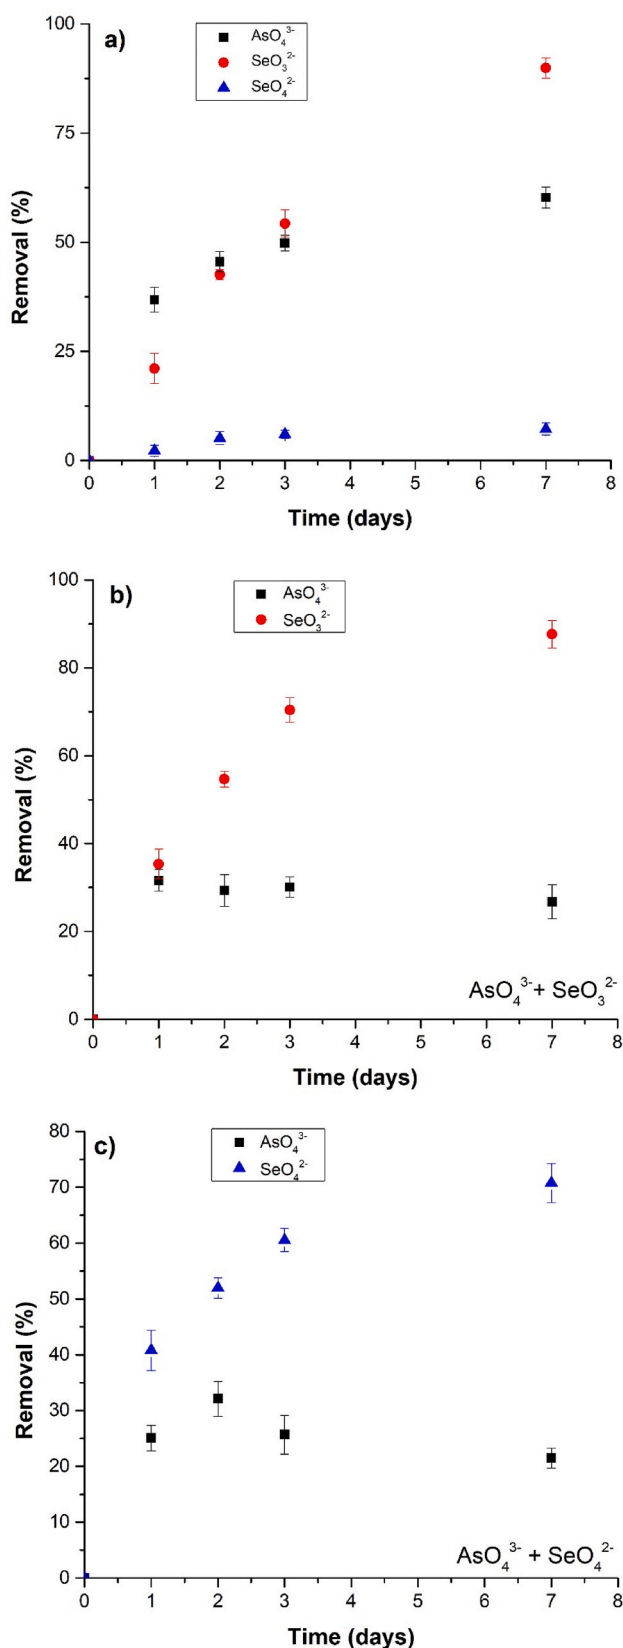 a)
AsO₄³⁻
SeO₃²⁻
SeO₄²⁻
100
75
50
25
0
Removal (%)
0 1 2 3 4 5 6 7 8
Time (days)
b)
AsO₄³⁻
SeO₃²⁻
100
80
60
40
20
0
Removal (%)
AsO₄³⁻ + SeO₃²⁻
0 1 2 3 4 5 6 7 8
Time (days)
c)
AsO₄³⁻
SeO₄²⁻
80
70
60
50
40
30
20
10
0
Removal (%)
AsO₄³⁻ + SeO₄²⁻
0 1 2 3 4 5 6 7 8
Time (days)